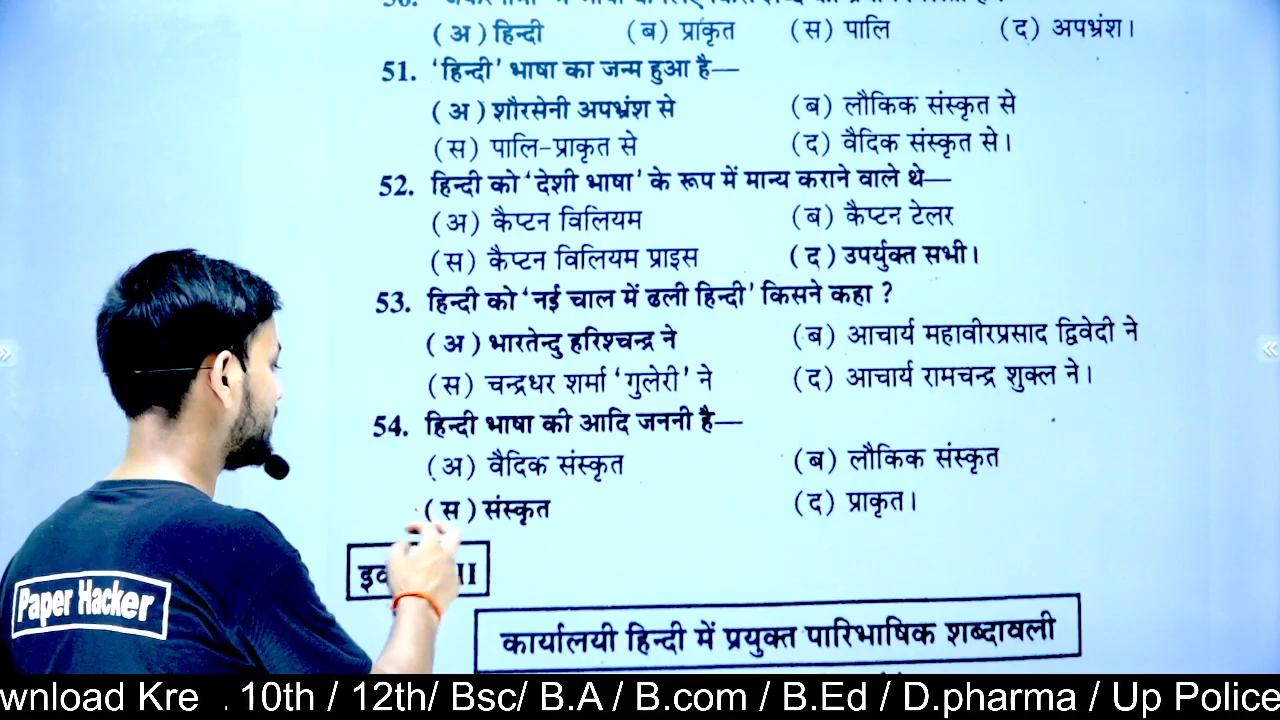 (अ) हिन्दी (ब) प्राकृत (स) पालि (द) अपभ्रंश।
51. 'हिन्दी' भाषा का जन्म हुआ है—
(अ) शौरसेनी अपभ्रंश से (ब) लौकिक संस्कृत से
(स) पालि-प्राकृत से (द) वैदिक संस्कृत से।
52. हिन्दी को 'देशी भाषा' के रूप में मान्य कराने वाले थे—
(अ) कैप्टन विलियम (ब) कैप्टन टेलर
(स) कैप्टन विलियम प्राइस (द) उपर्युक्त सभी।
53. हिन्दी को 'नई चाल में ढली हिन्दी' किसने कहा ?
(अ) भारतेन्दु हरिश्चन्द्र ने (ब) आचार्य महावीरप्रसाद द्विवेदी ने
(स) चन्द्रधर शर्मा 'गुलेरी' ने (द) आचार्य रामचन्द्र शुक्ल ने।
54. हिन्दी भाषा की आदि जननी है—
(अ) वैदिक संस्कृत (ब) लौकिक संस्कृत
(स) संस्कृत (द) प्राकृत।
II
Paper Hacker
कार्यालयी हिन्दी में प्रयुक्त पारिभाषिक शब्दावली
wnload Kre . 10th / 12th/ Bsc/ B.A / B.com / B.Ed / D.pharma / Up Police